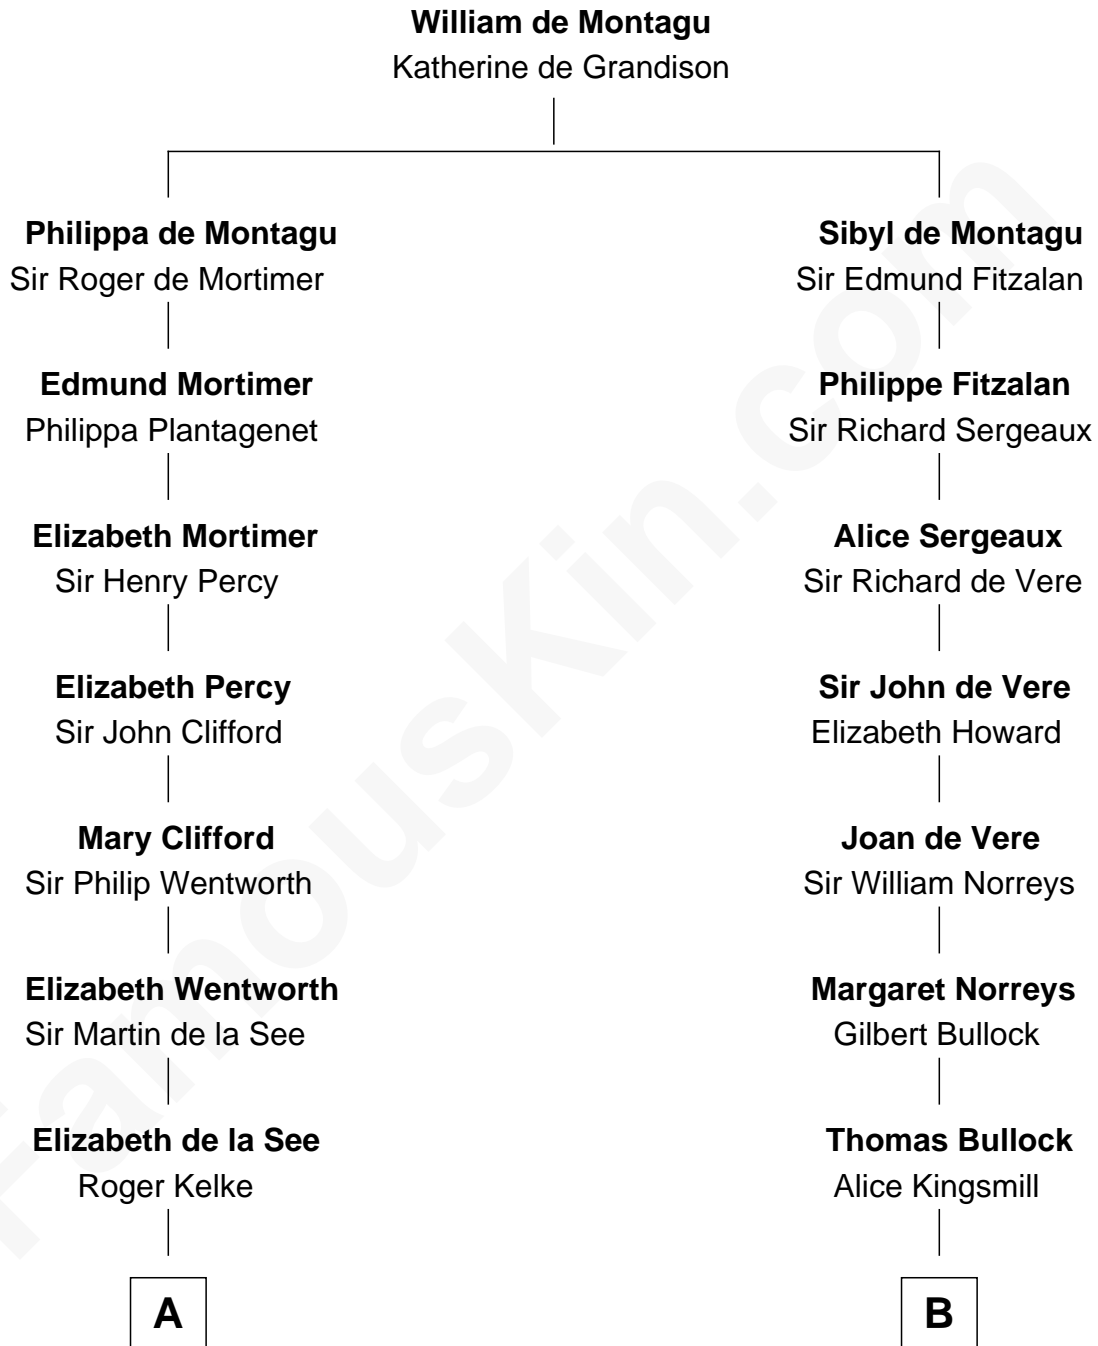 William de Montagu
Katherine de Grandison
Philippa de Montagu
Sir Roger de Mortimer
Sibyl de Montagu
Sir Edmund Fitzalan
Edmund Mortimer
Philippa Plantagenet
Philippe Fitzalan
Sir Richard Sergeaux
Elizabeth Mortimer
Sir Henry Percy
Alice Sergeaux
Sir Richard de Vere
Elizabeth Percy
Sir John Clifford
Sir John de Vere
Elizabeth Howard
Mary Clifford
Sir Philip Wentworth
Joan de Vere
Sir William Norreys
Elizabeth Wentworth
Sir Martin de la See
Margaret Norreys
Gilbert Bullock
Elizabeth de la See
Roger Kelke
Thomas Bullock
Alice Kingsmill
A
B
FamousKin.com